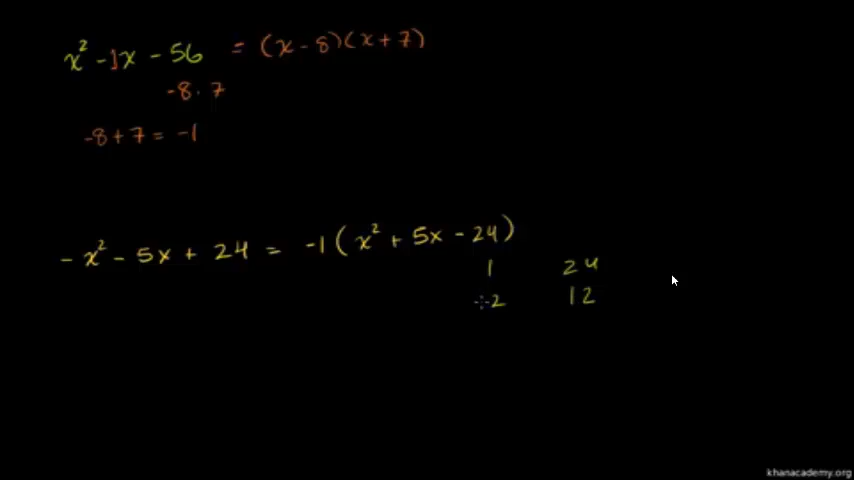 x² - 1x - 56 = (x - 8)(x + 7)
-8 · 7
-8 + 7 = -1
-x² - 5x + 24 = -1(x² + 5x - 24)
1 24
-2 12
khanacademy.org